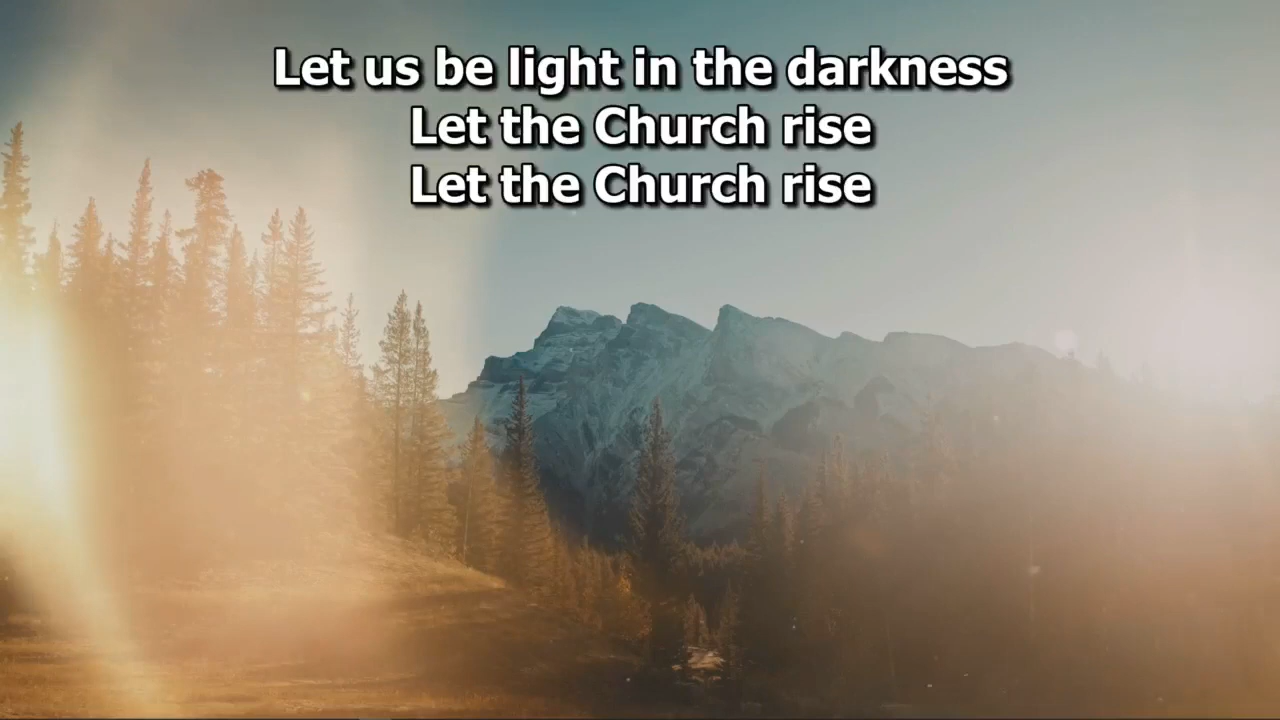 Let us be light in the darkness
Let the Church rise
Let the Church rise